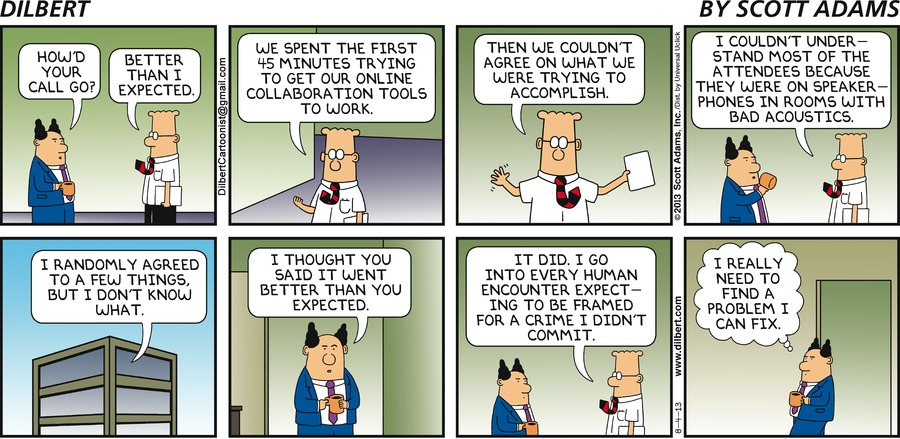 DILBERT
BY SCOTT ADAMS
HOW'D
YOUR
CALL GO?
BETTER
THAN I
EXPECTED.
DilbertCartoonist@gmail.com
WE SPENT THE FIRST
45 MINUTES TRYING
TO GET OUR ONLINE
COLLABORATION TOOLS
TO WORK.
THEN WE COULDN'T
AGREE ON WHAT WE
WERE TRYING TO
ACCOMPLISH.
©2013 Scott Adams, Inc./Dist. by Universal Uclick
I COULDN'T UNDER-
STAND MOST OF THE
ATTENDEES BECAUSE
THEY WERE ON SPEAKER-
PHONES IN ROOMS WITH
BAD ACOUSTICS.
I RANDOMLY AGREED
TO A FEW THINGS,
BUT I DON'T KNOW
WHAT.
I THOUGHT YOU
SAID IT WENT
BETTER THAN YOU
EXPECTED.
IT DID. I GO
INTO EVERY HUMAN
ENCOUNTER EXPECT-
ING TO BE FRAMED
FOR A CRIME I DIDN'T
COMMIT.
8-4-13 www.dilbert.com
I REALLY
NEED TO
FIND A
PROBLEM I
CAN FIX.